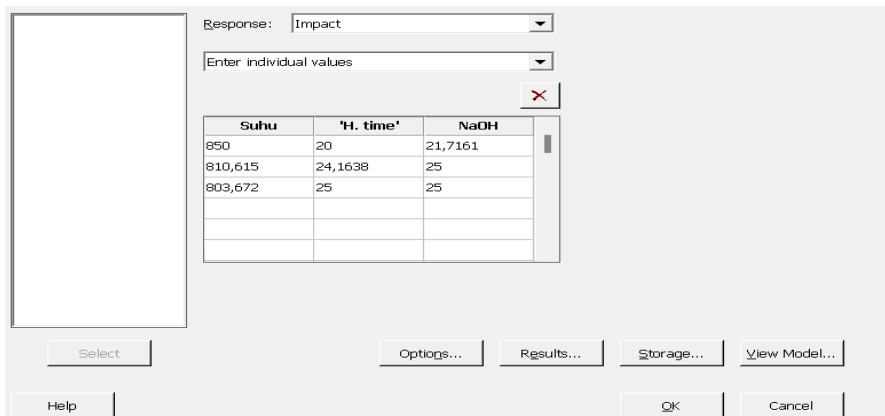 Response: Impact
Enter individual values
Suhu 'H. time' NaOH
850 20 21,7161
810,615 24,1638 25
803,672 25 25
Select Options... Results... Storage... View Model...
Help OK Cancel